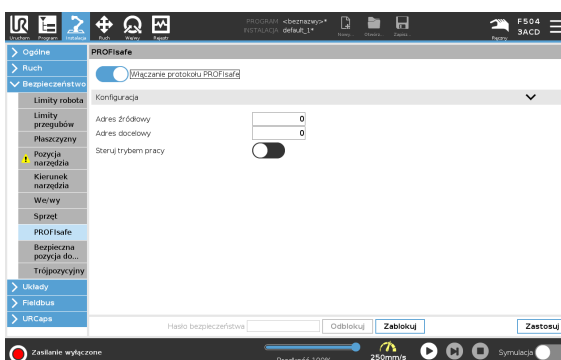 PROGRAM <beznazwy>*
INSTALACJA default_1*
Uruchom Program Instalacja Ruch Wejwy Rejestr
Nowy... Otwórz... Zapisz...
Ręczny
F504
3ACD
Ogólne
Ruch
Bezpieczeństwo
Limity robota
Limity
przegubów
Płaszczyzny
Pozycja
narzędzia
Kierunek
narzędzia
We/wy
Sprzęt
PROFIsafe
Bezpieczna
pozycja do...
Trójpozycyjny
Układy
Fieldbus
URCaps
PROFIsafe
Włączanie protokołu PROFIsafe
Konfiguracja
Adres źródłowy 0
Adres docelowy 0
Steruj trybem pracy
Hasło bezpieczeństwa Odblokuj Zablokuj Zastosuj
Zasilanie wyłączone
Prędkość 100%
250mm/s
Symulacja